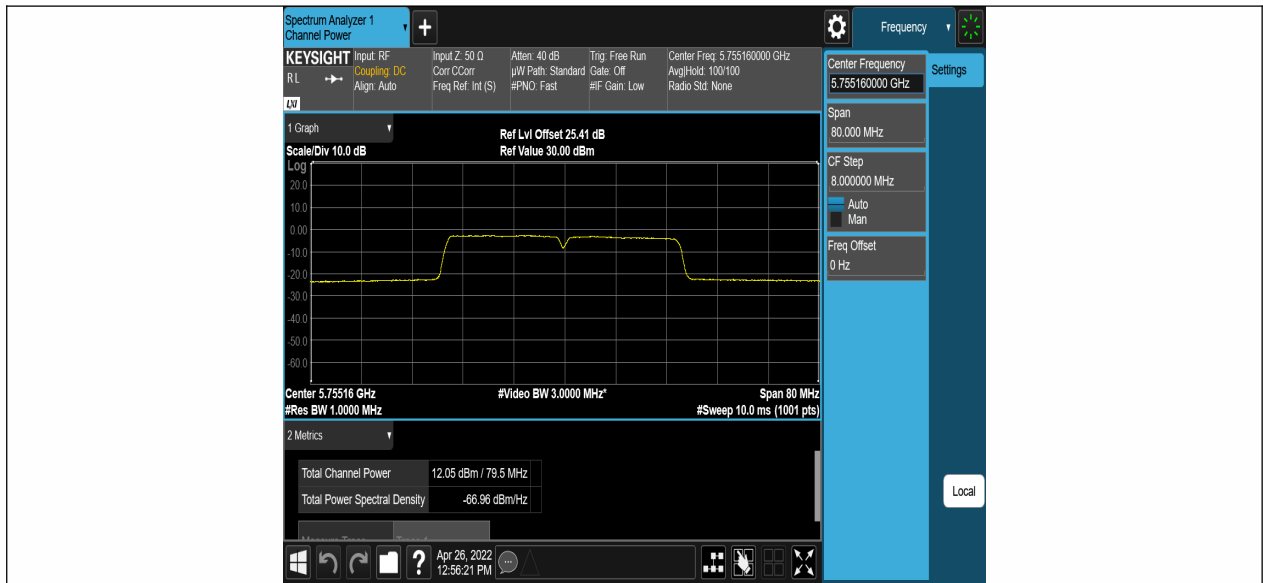 Spectrum Analyzer 1
Channel Power
+
Frequency
KEYSIGHT
RL
LXI
Input: RF
Coupling: DC
Align: Auto
Input Z: 50 Ω
Corr CCorr
Freq Ref: Int (S)
Atten: 40 dB
µW Path: Standard
#PNO: Fast
Trig: Free Run
Gate: Off
#IF Gain: Low
Center Freq: 5.755160000 GHz
Avg|Hold: 100/100
Radio Std: None
Center Frequency
5.755160000 GHz
Settings
Span
80.000 MHz
CF Step
8.000000 MHz
Auto
Man
Freq Offset
0 Hz
Local
1 Graph
Scale/Div 10.0 dB
Ref Lvl Offset 25.41 dB
Ref Value 30.00 dBm
Log
20.0
10.0
0.00
-10.0
-20.0
-30.0
-40.0
-50.0
-60.0
Center 5.75516 GHz
#Video BW 3.0000 MHz*
Span 80 MHz
#Res BW 1.0000 MHz
#Sweep 10.0 ms (1001 pts)
2 Metrics
Total Channel Power 12.05 dBm / 79.5 MHz
Total Power Spectral Density -66.96 dBm/Hz
?
Apr 26, 2022
12:56:21 PM